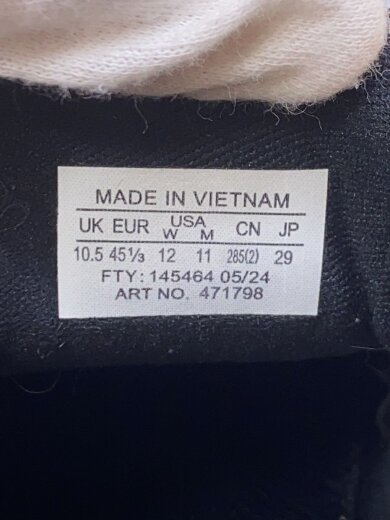 MADE IN VIETNAM
UK EUR USA W M CN JP
10.5 45⅓ 12 11 285(2) 29
FTY: 145464 05/24
ART NO. 471798